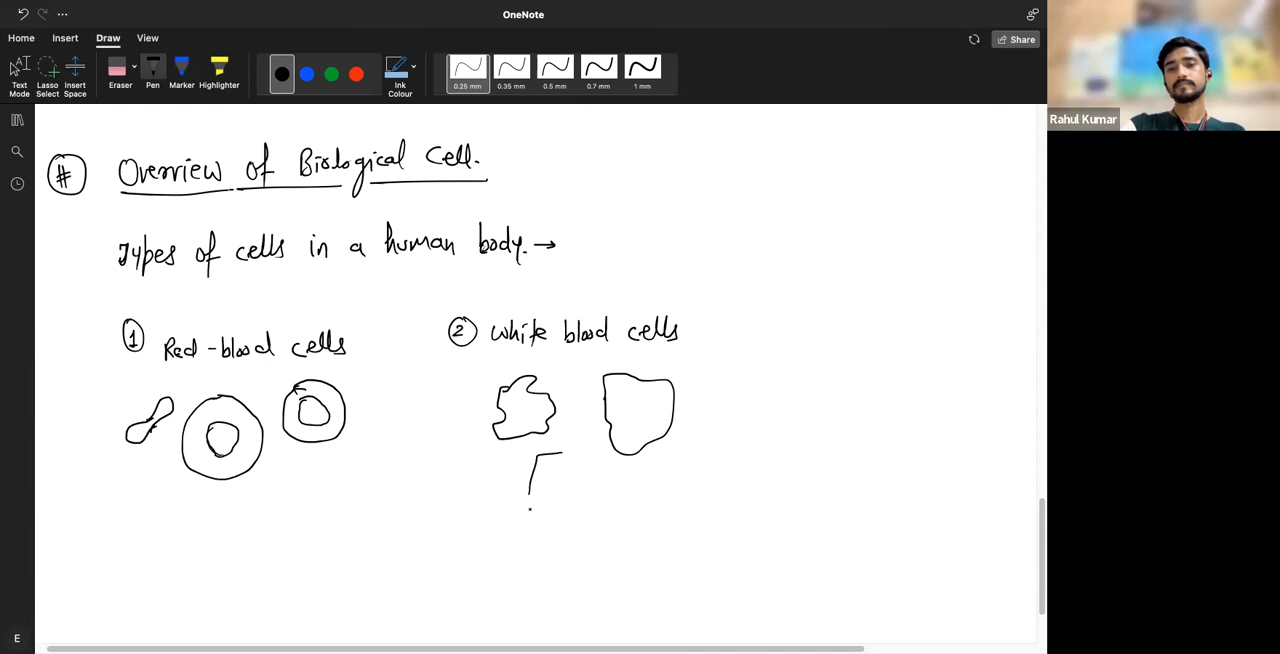 OneNote
Home Insert Draw View
Share
Text Mode
Lasso Select
Insert Space
Eraser
Pen
Marker
Highlighter
Ink Colour
0.25 mm
0.35 mm
0.5 mm
0.7 mm
1 mm
Rahul Kumar
# Overview of Biological Cell.
Types of cells in a human body. →
1 Red-blood cells
2 White blood cells
E